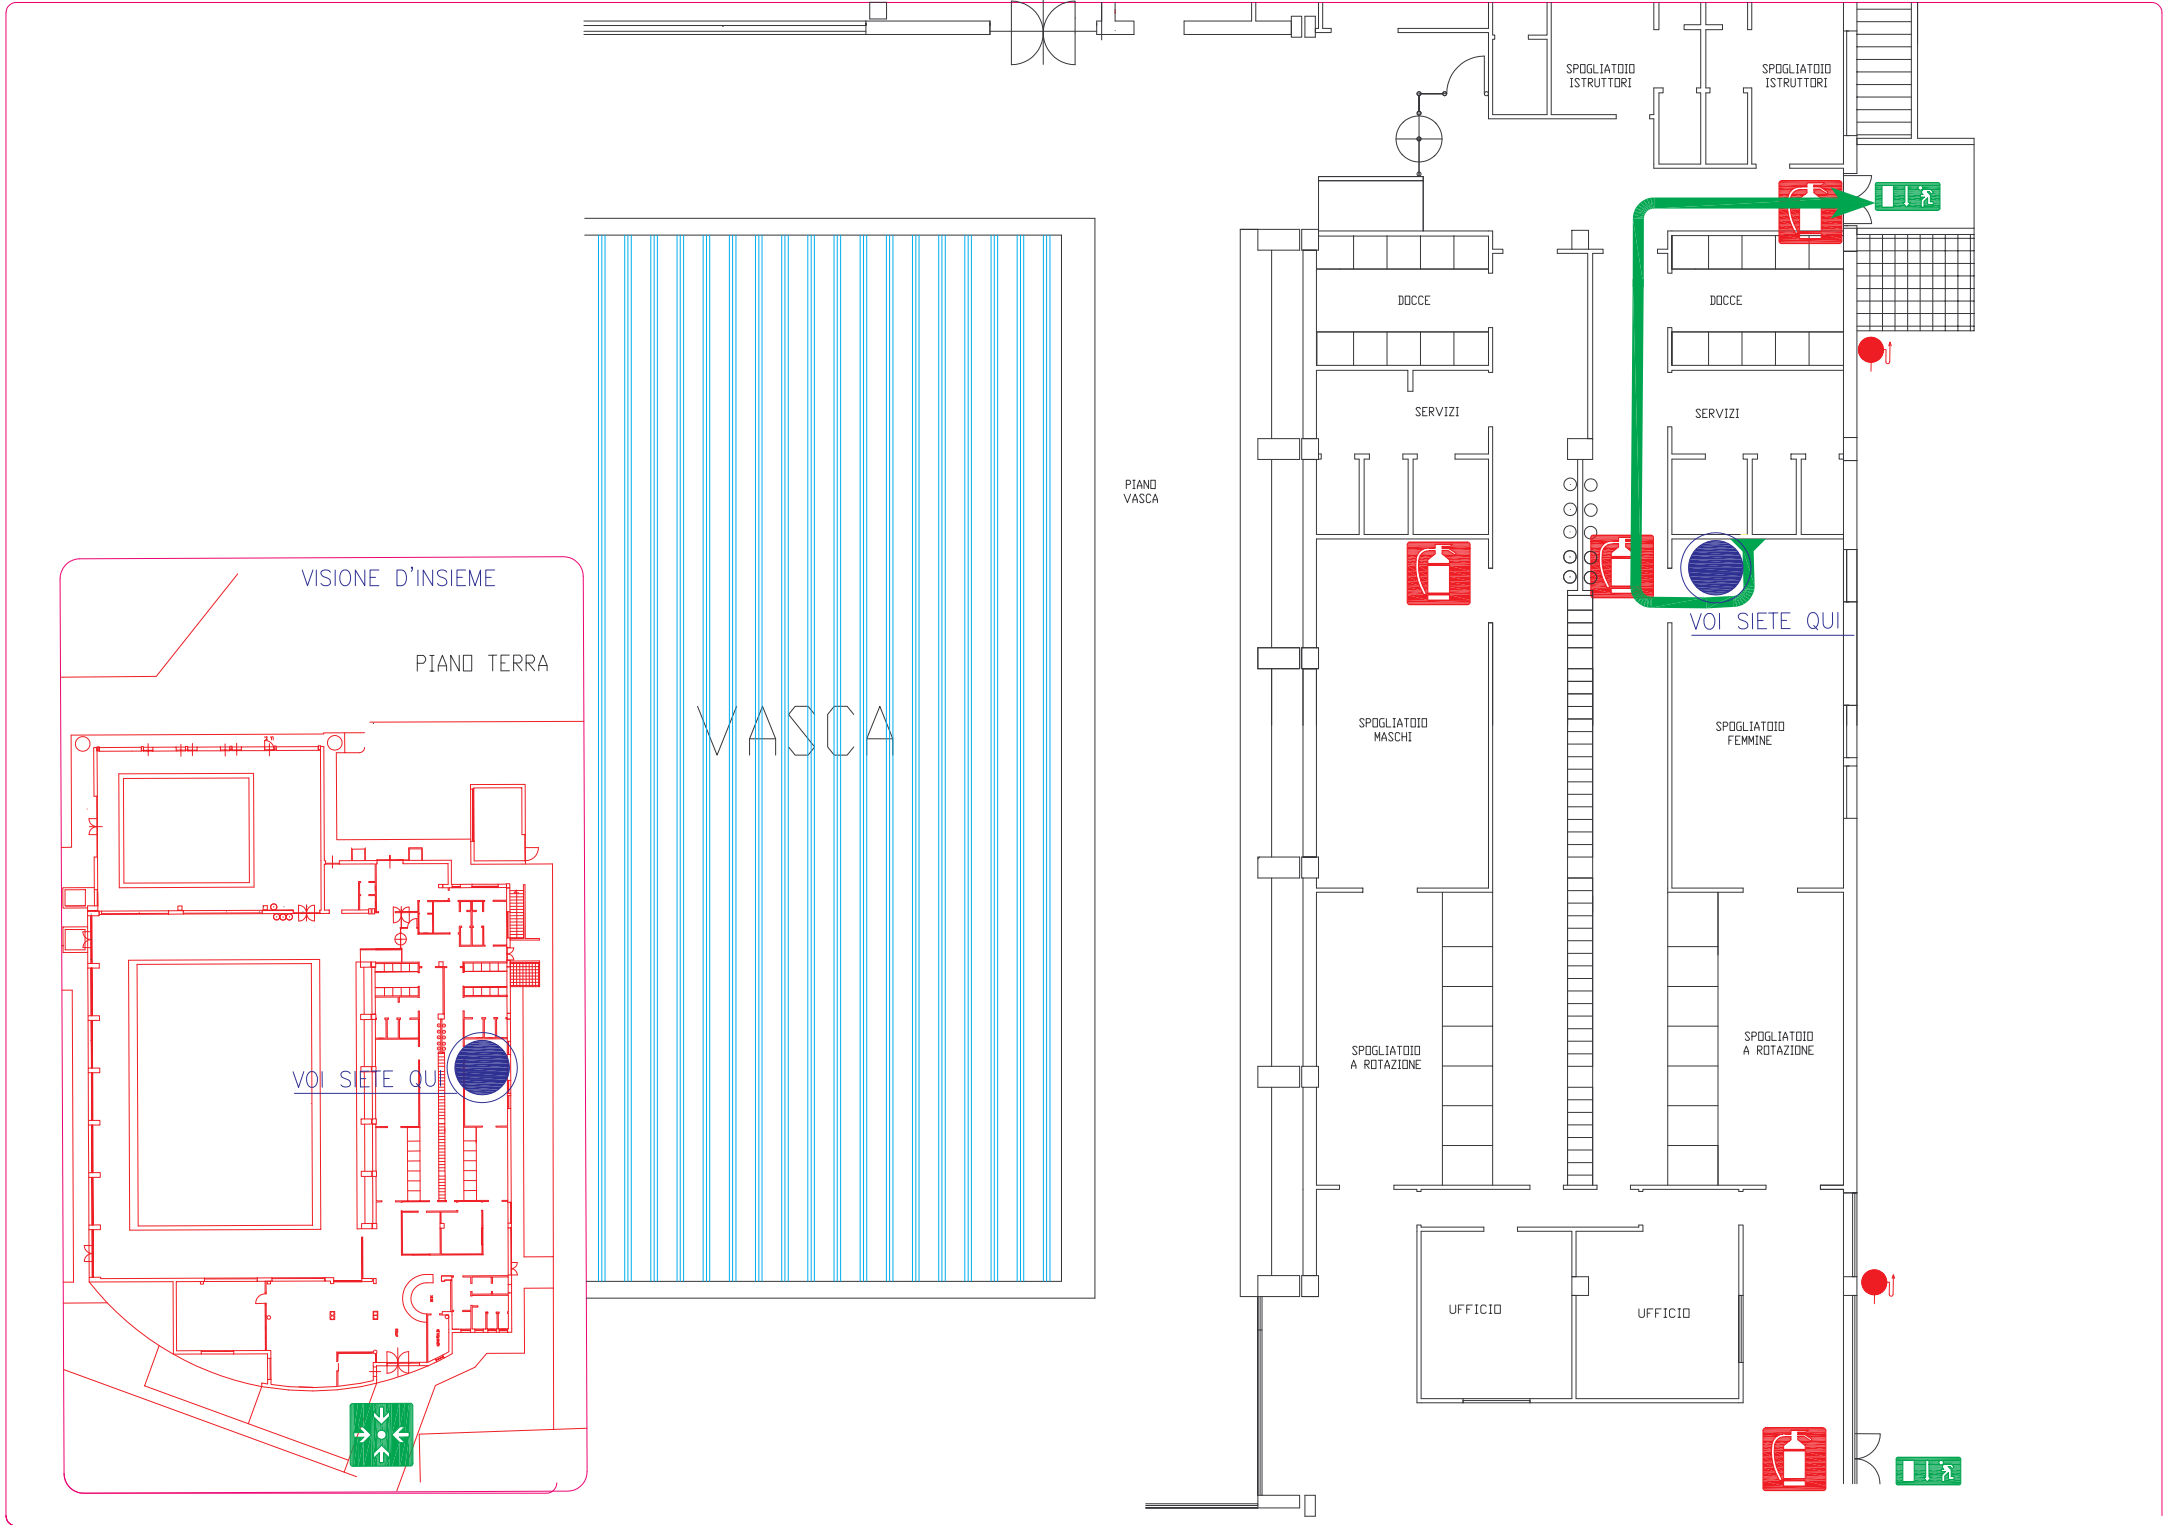 SPOGLIATOIO
ISTRUTTORI
SPOGLIATOIO
ISTRUTTORI
DOCCE
DOCCE
SERVIZI
SERVIZI
PIANO
VASCA
VISIONE D'INSIEME
PIANO TERRA
VOI SIETE QUI
VASCA
SPOGLIATOIO
MASCHI
SPOGLIATOIO
FEMMINE
SPOGLIATOIO
A ROTAZIONE
SPOGLIATOIO
A ROTAZIONE
VOI SIETE QUI
UFFICIO
UFFICIO